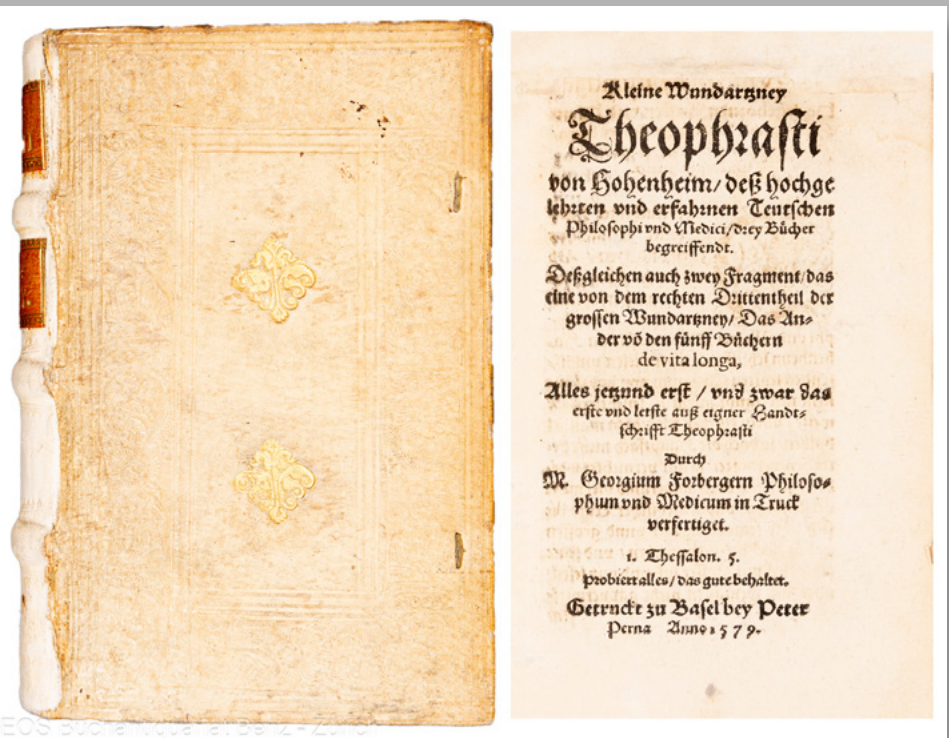 Kleine Wundartzney
Theophrasti
von Hohenheim/ deß hochge
lehrten vnd erfahrnen Teutschen
Philosophi vnd Medici/drey Bücher
begreiffendt.
Deßgleichen auch zwey Fragment/das
eine von dem rechten Drittentheil der
grossen Wundartzney/ Das An⸗
der võ den fünff Büchern
de vita longa,
Alles jetzund erst / vnd zwar das
erste vnd letste auß eigner Handt⸗
schrifft Theophrasti
Durch
M. Georgium Forbergern Philoso⸗
phum vnd Medicum in Truck
verfertiget.
1. Thessalon. 5.
Probiert alles/ das gute behaltet.
Getruckt zu Basel bey Peter
Perna Anno 1579.
EOS Buchantiquariat Benz - Zürich